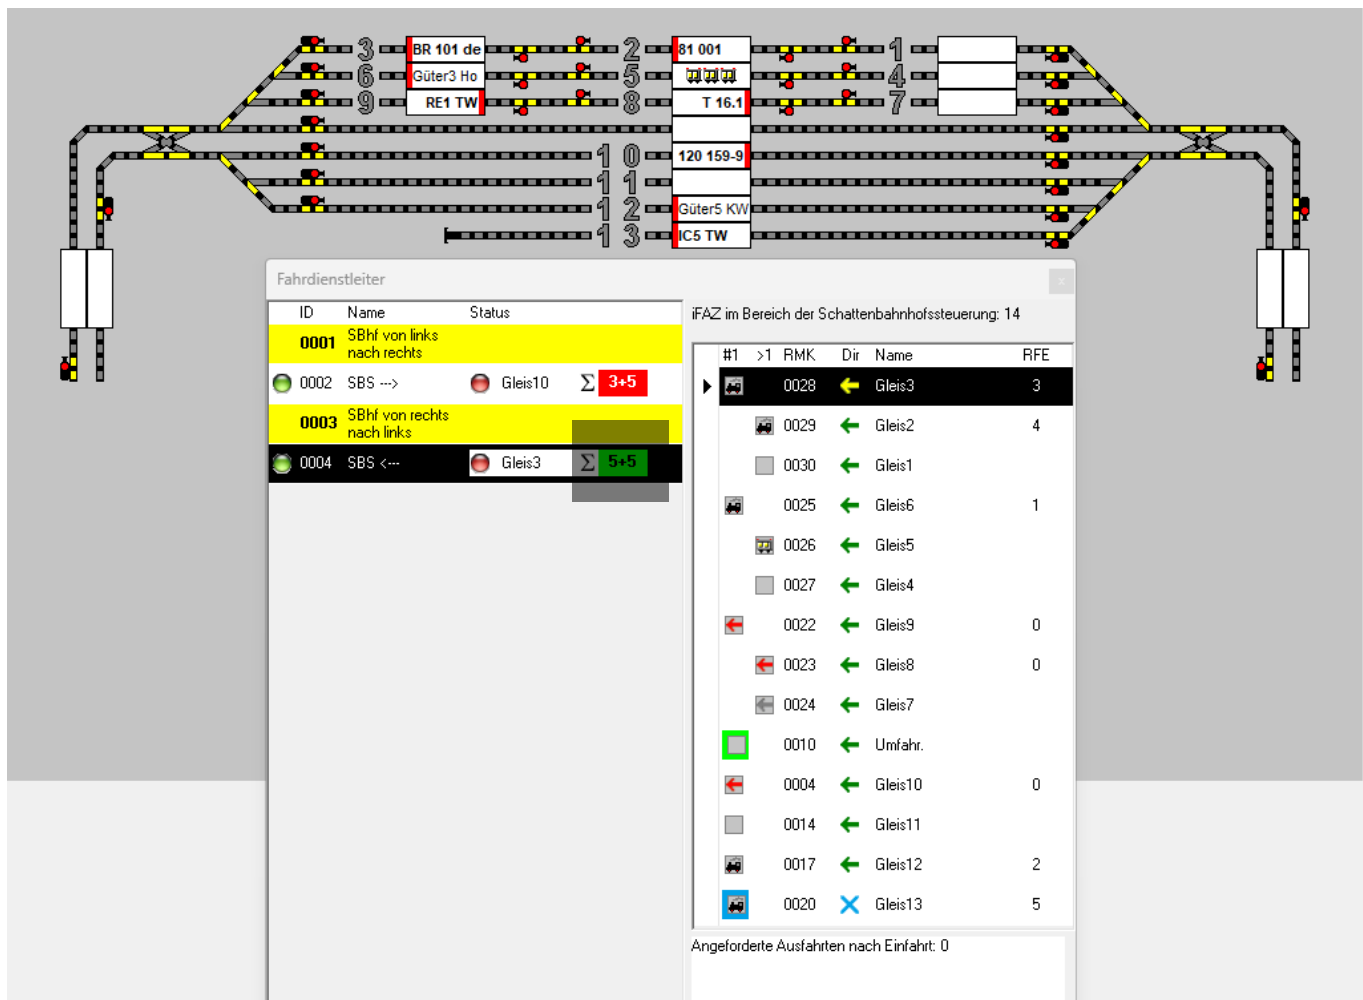 3 BR 101 de 2 81 001 1
6 Güter3 Ho 5 4
9 RE1 TW 8 T 16.1 7
10 120 159-9
11
12 Güter5 KW
13 IC5 TW
Fahrdienstleiter
x
ID Name Status
0001 SBhf von links
nach rechts
0002 SBS ---> Gleis10 Σ 3+5
0003 SBhf von rechts
nach links
0004 SBS <--- Gleis3 Σ 5+5
iFAZ im Bereich der Schattenbahnhofssteuerung: 14
#1 >1 RMK Dir Name RFE
0028 Gleis3 3
0029 Gleis2 4
0030 Gleis1
0025 Gleis6 1
0026 Gleis5
0027 Gleis4
0022 Gleis9 0
0023 Gleis8 0
0024 Gleis7
0010 Umfahr.
0004 Gleis10 0
0014 Gleis11
0017 Gleis12 2
0020 Gleis13 5
Angeforderte Ausfahrten nach Einfahrt: 0